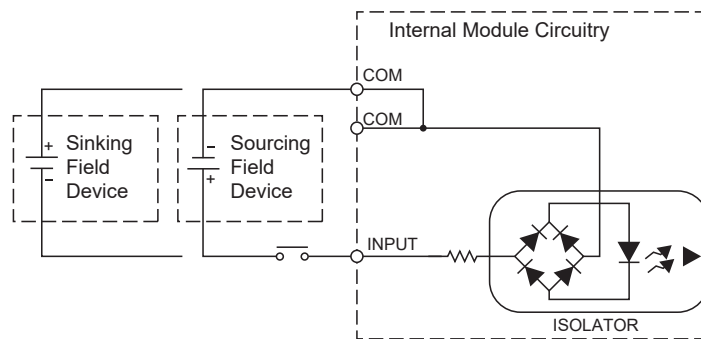 Internal Module Circuitry
COM
COM
+
Sinking
Field
Device
–
–
Sourcing
Field
Device
+
INPUT
ISOLATOR